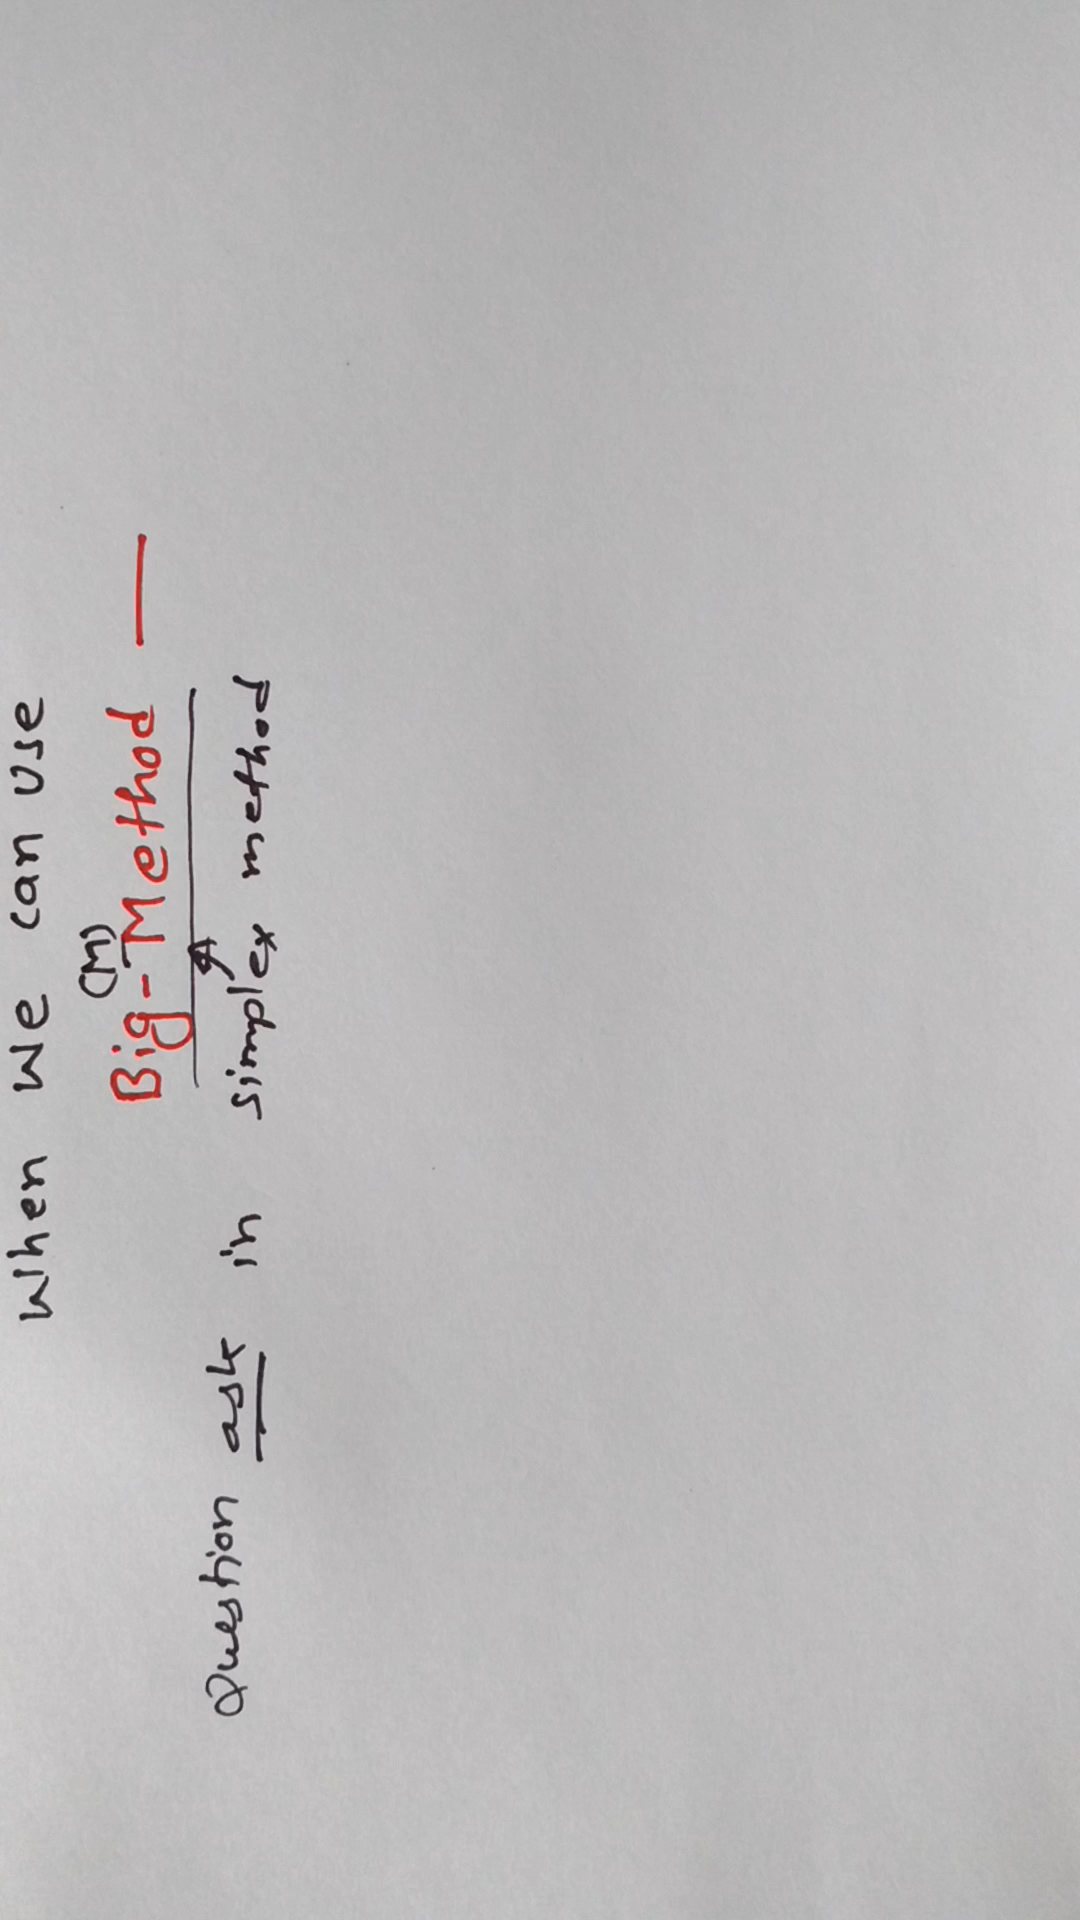 When we can use
(M)
Big-Method —
Question ask in simplex method